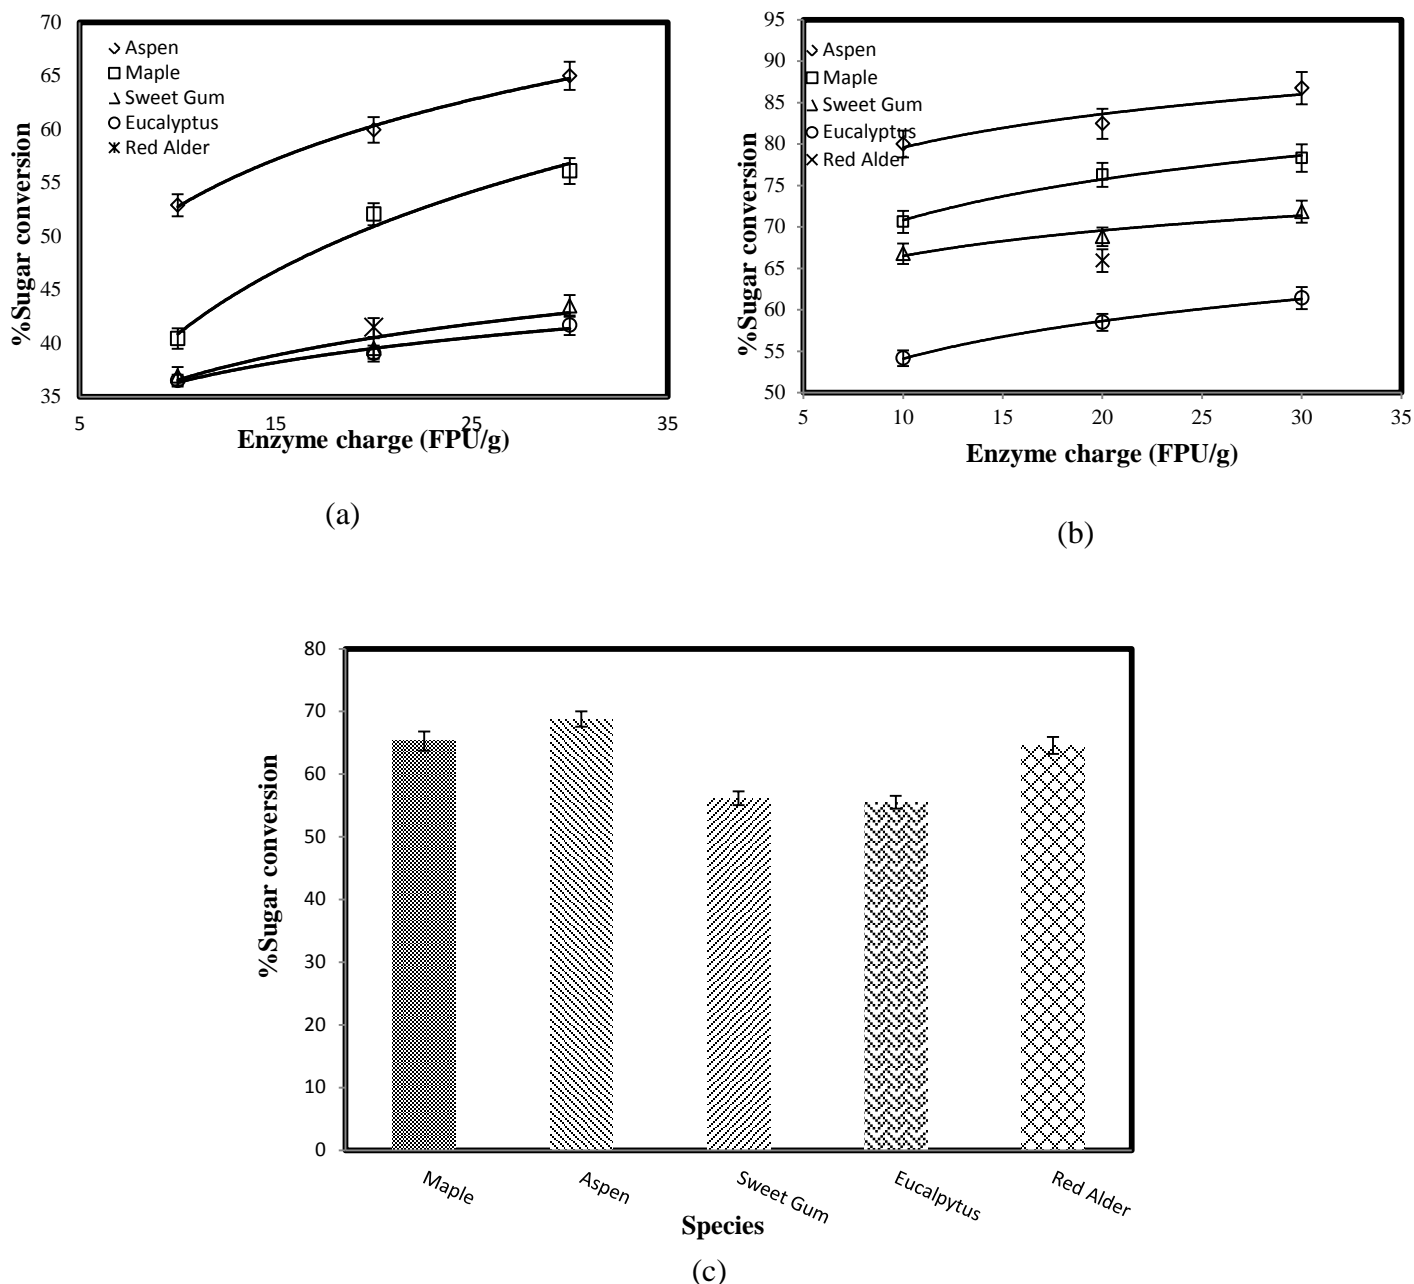 70
65
60
55
50
45
40
35
5
15
25
35
%Sugar conversion
Enzyme charge (FPU/g)
Aspen
Maple
Sweet Gum
Eucalyptus
Red Alder
(a)
95
90
85
80
75
70
65
60
55
50
5
10
15
20
25
30
35
%Sugar conversion
Enzyme charge (FPU/g)
Aspen
Maple
Sweet Gum
Eucalyptus
Red Alder
(b)
80
70
60
50
40
30
20
10
0
%Sugar conversion
Maple
Aspen
Sweet Gum
Eucalpytus
Red Alder
Species
(c)